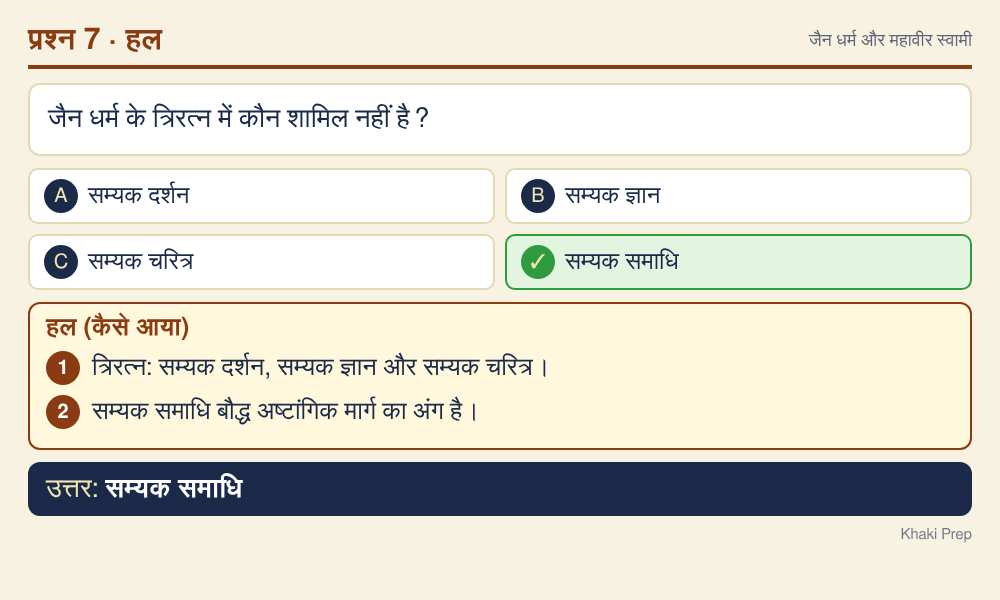 प्रश्न 7 · हल
जैन धर्म और महावीर स्वामी
जैन धर्म के त्रिरत्न में कौन शामिल नहीं है ?
A सम्यक दर्शन
B सम्यक ज्ञान
C सम्यक चरित्र
✓ सम्यक समाधि
हल (कैसे आया)
1 त्रिरत्न: सम्यक दर्शन, सम्यक ज्ञान और सम्यक चरित्र।
2 सम्यक समाधि बौद्ध अष्टांगिक मार्ग का अंग है।
उत्तर: सम्यक समाधि
Khaki Prep